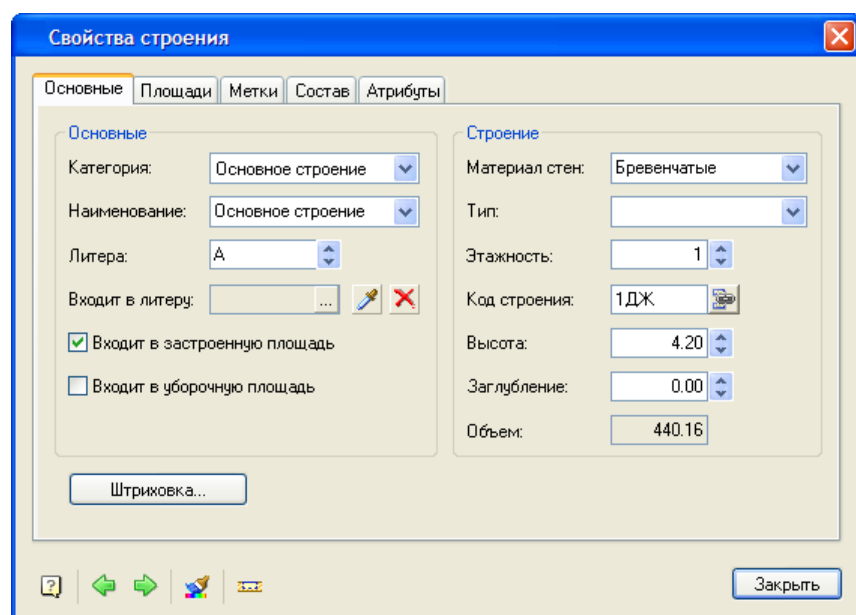 Свойства строения
Основные Площади Метки Состав Атрибуты
Основные
Категория: Основное строение
Наименование: Основное строение
Литера: А
Входит в литеру: ...
Входит в застроенную площадь
Входит в уборочную площадь
Строение
Материал стен: Бревенчатые
Тип:
Этажность: 1
Код строения: 1ДЖ
Высота: 4.20
Заглубление: 0.00
Объем: 440.16
Штриховка...
? Закрыть